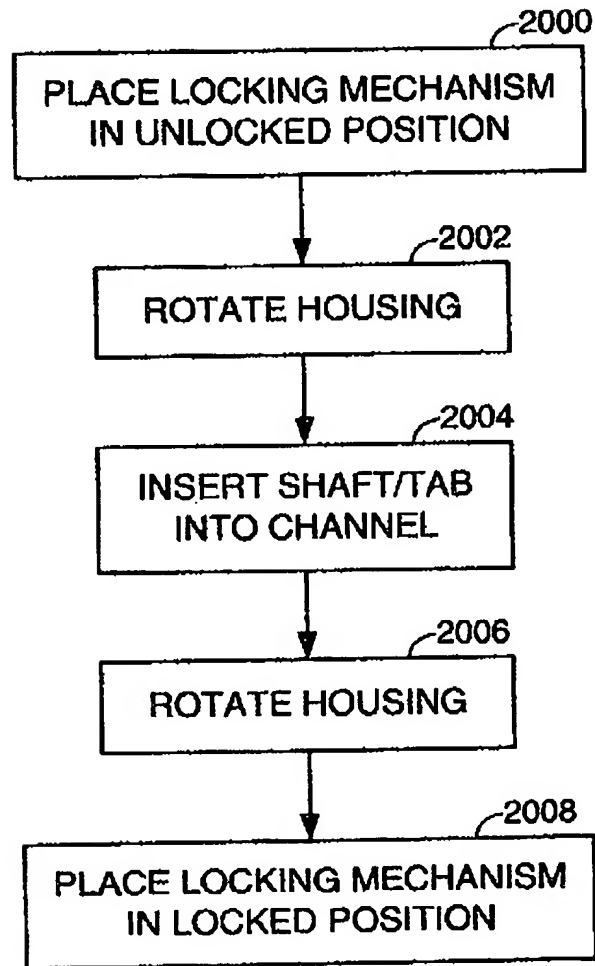 2000
PLACE LOCKING MECHANISM
IN UNLOCKED POSITION
2002
ROTATE HOUSING
2004
INSERT SHAFT/TAB
INTO CHANNEL
2006
ROTATE HOUSING
2008
PLACE LOCKING MECHANISM
IN LOCKED POSITION